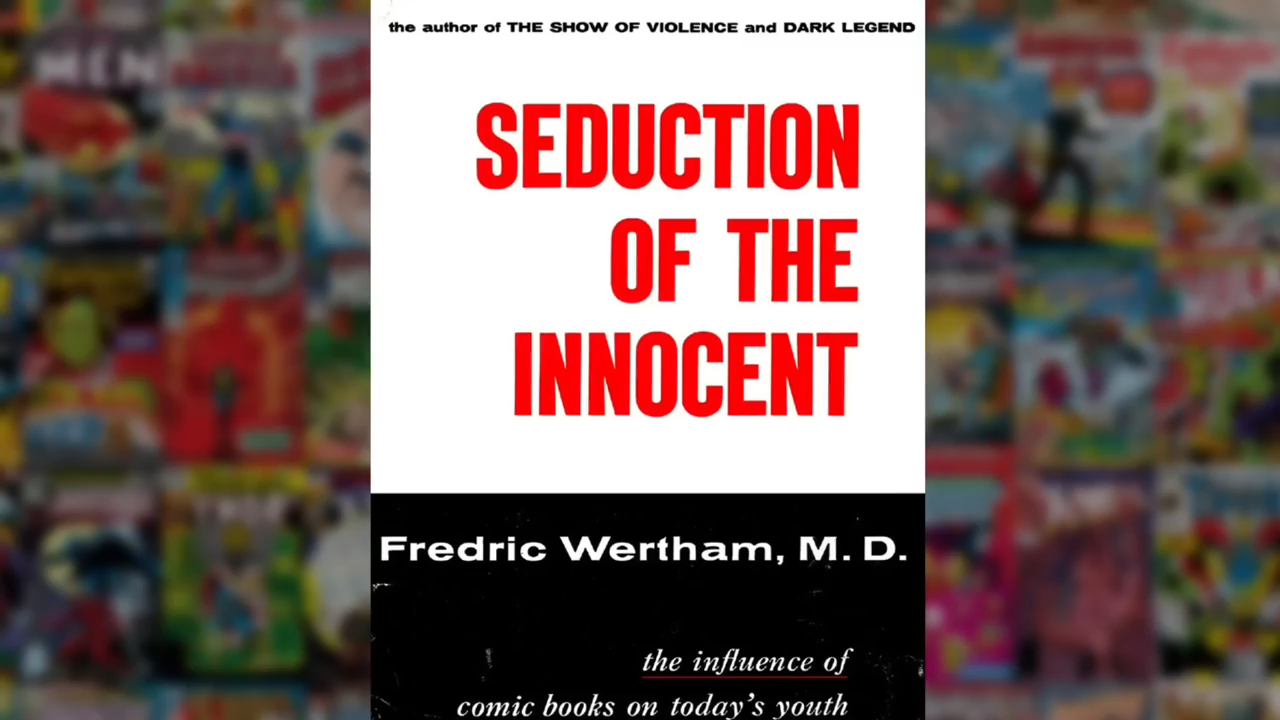 the author of THE SHOW OF VIOLENCE and DARK LEGEND
SEDUCTION
OF THE
INNOCENT
Fredric Wertham, M. D.
the influence of
comic books on today's youth